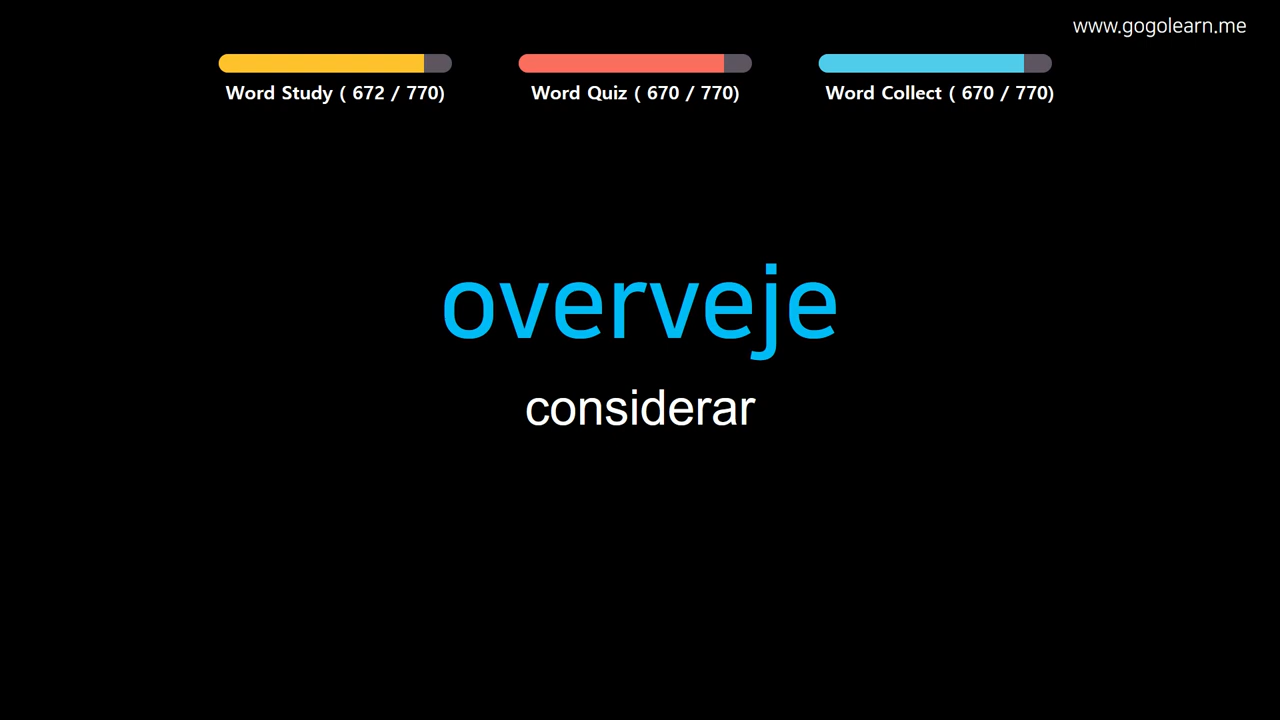 www.gogolearn.me
Word Study ( 672 / 770)
Word Quiz ( 670 / 770)
Word Collect ( 670 / 770)
overveje
considerar